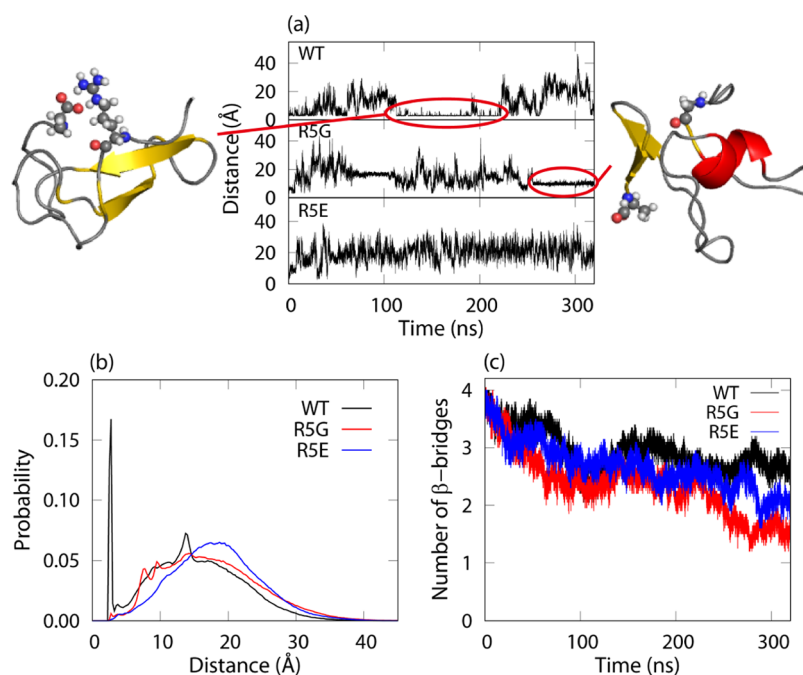 (a)
WT
40
20
0
R5G
40
20
0
R5E
40
20
0
Distance (Å)
0 100 200 300
Time (ns)
(b)
0.20
0.15
0.10
0.05
0.00
Probability
WT
R5G
R5E
0 10 20 30 40
Distance (Å)
(c)
4
3
2
1
0
Number of β−bridges
WT
R5G
R5E
0 100 200 300
Time (ns)